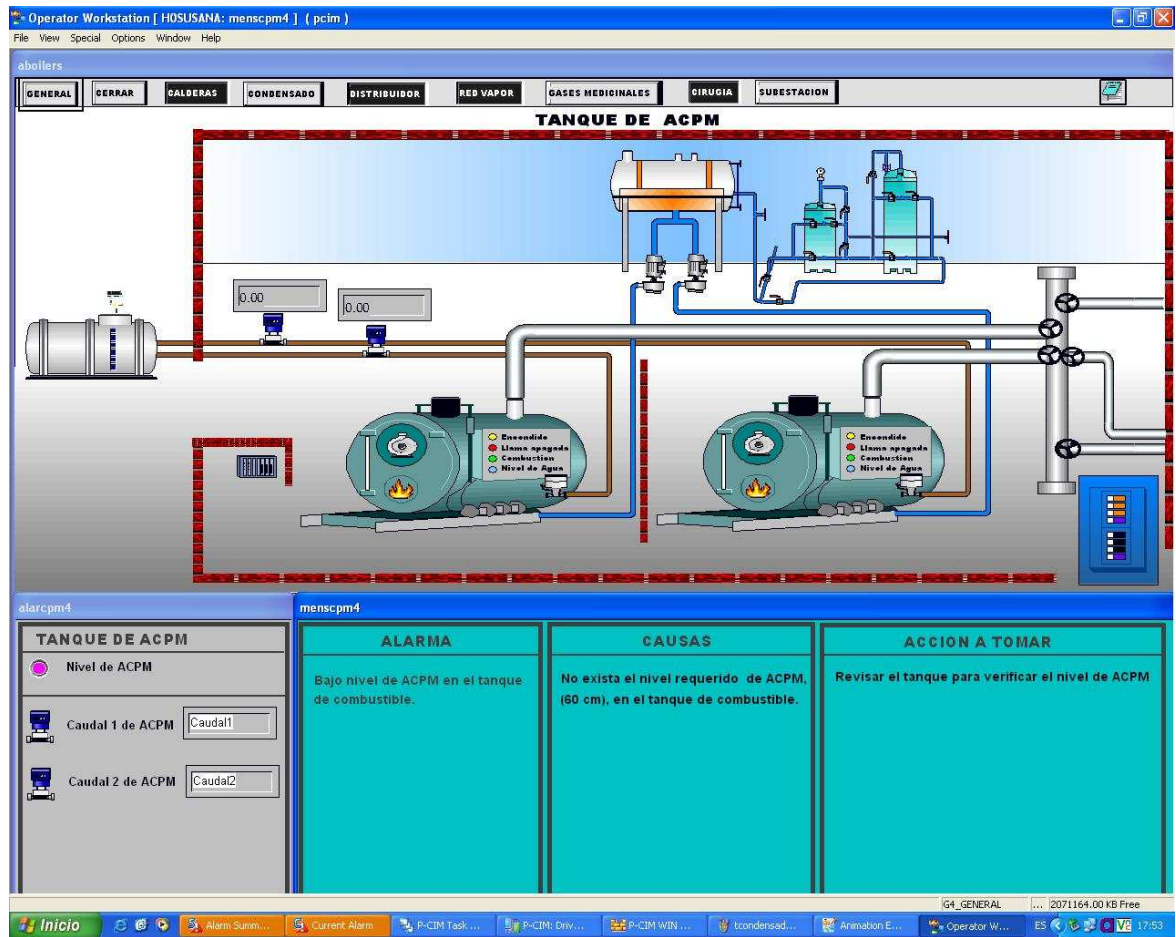 Operator Workstation [ HOSUSANA: menscpm4 ] ( pcim )
File View Special Options Window Help
aboilers
GENERAL CERRAR CALDERAS CONDENSADO DISTRIBUIDOR RED VAPOR GASES MEDICINALES CIRUGIA SUBESTACION
TANQUE DE ACPM
0.00
0.00
Encendido
Llama apagada
Combustion
Nivel de Agua
Encendido
Llama apagada
Combustion
Nivel de Agua
alarcpm4
TANQUE DE ACPM
Nivel de ACPM
Caudal 1 de ACPM Caudal1
Caudal 2 de ACPM Caudal2
menscpm4
ALARMA
Bajo nivel de ACPM en el tanque
de combustible.
CAUSAS
No exista el nivel requerido de ACPM,
(60 cm), en el tanque de combustible.
ACCION A TOMAR
Revisar el tanque para verificar el nivel de ACPM
G4_GENERAL ... 2071164.00 KB Free
Inicio Alarm Summ... Current Alarm P-CIM Task ... P-CIM: Driv... P-CIM WIN ... tcondensad... Animation E... Operator W... ES 17:53